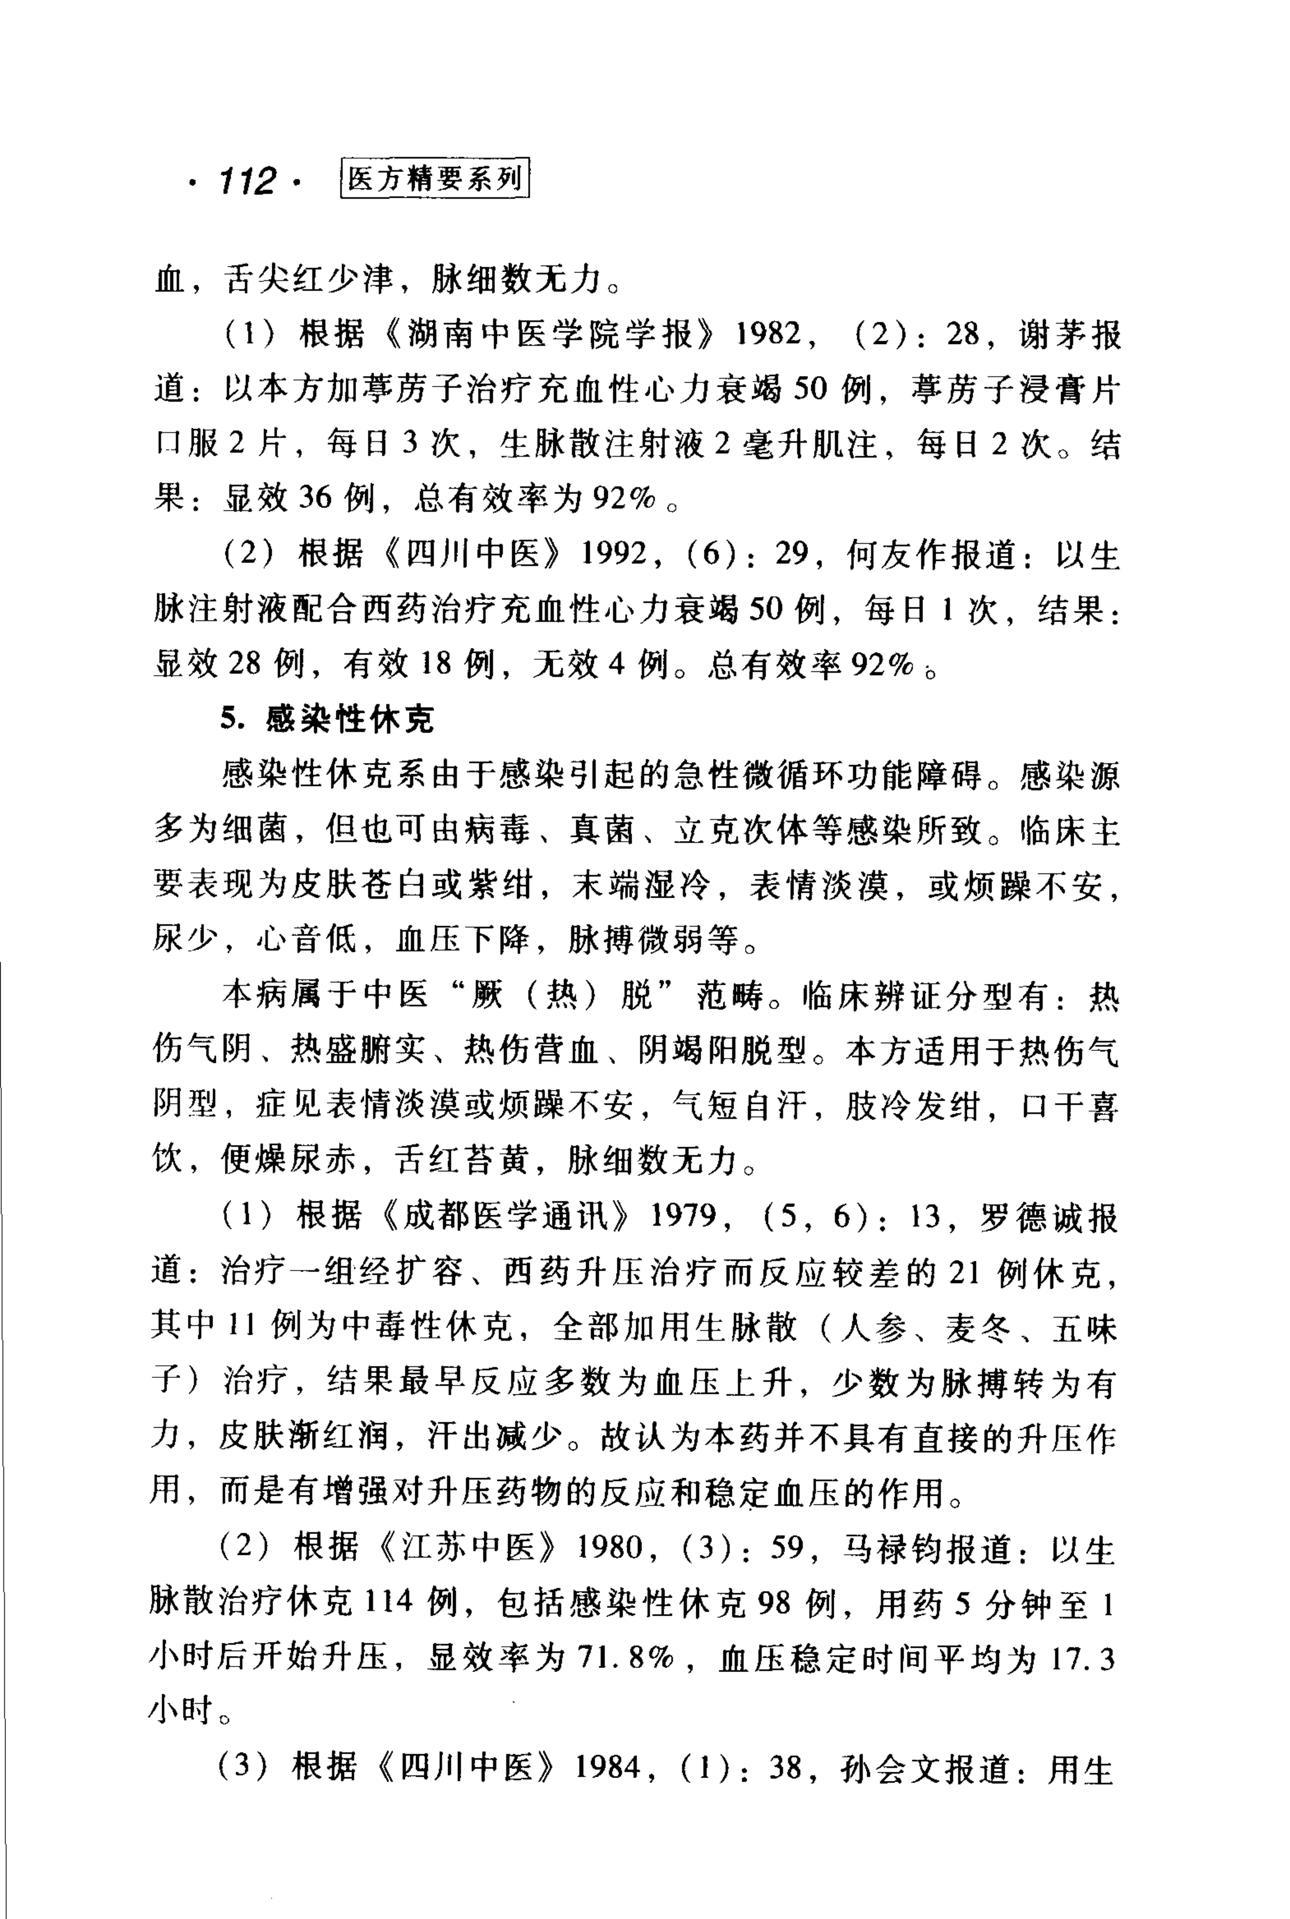 · 112 · 医方精要系列
血，舌尖红少津，脉细数无力。
（1）根据《湖南中医学院学报》1982，（2）：28，谢茅报
道：以本方加葶苈子治疗充血性心力衰竭 50 例，葶苈子浸膏片
口服 2 片，每日 3 次，生脉散注射液 2 毫升肌注，每日 2 次。结
果：显效 36 例，总有效率为 92%。
（2）根据《四川中医》1992，（6）：29，何友作报道：以生
脉注射液配合西药治疗充血性心力衰竭 50 例，每日 1 次，结果：
显效 28 例，有效 18 例，无效 4 例。总有效率 92%。
5. 感染性休克
感染性休克系由于感染引起的急性微循环功能障碍。感染源
多为细菌，但也可由病毒、真菌、立克次体等感染所致。临床主
要表现为皮肤苍白或紫绀，末端湿冷，表情淡漠，或烦躁不安，
尿少，心音低，血压下降，脉搏微弱等。
本病属于中医“厥（热）脱”范畴。临床辨证分型有：热
伤气阴、热盛腑实、热伤营血、阴竭阳脱型。本方适用于热伤气
阴型，症见表情淡漠或烦躁不安，气短自汗，肢冷发绀，口干喜
饮，便燥尿赤，舌红苔黄，脉细数无力。
（1）根据《成都医学通讯》1979，（5，6）：13，罗德诚报
道：治疗一组经扩容、西药升压治疗而反应较差的 21 例休克，
其中 11 例为中毒性休克，全部加用生脉散（人参、麦冬、五味
子）治疗，结果最早反应多数为血压上升，少数为脉搏转为有
力，皮肤渐红润，汗出减少。故认为本药并不具有直接的升压作
用，而是有增强对升压药物的反应和稳定血压的作用。
（2）根据《江苏中医》1980，（3）：59，马禄钧报道：以生
脉散治疗休克 114 例，包括感染性休克 98 例，用药 5 分钟至 1
小时后开始升压，显效率为 71.8%，血压稳定时间平均为 17.3
小时。
（3）根据《四川中医》1984，（1）：38，孙会文报道：用生